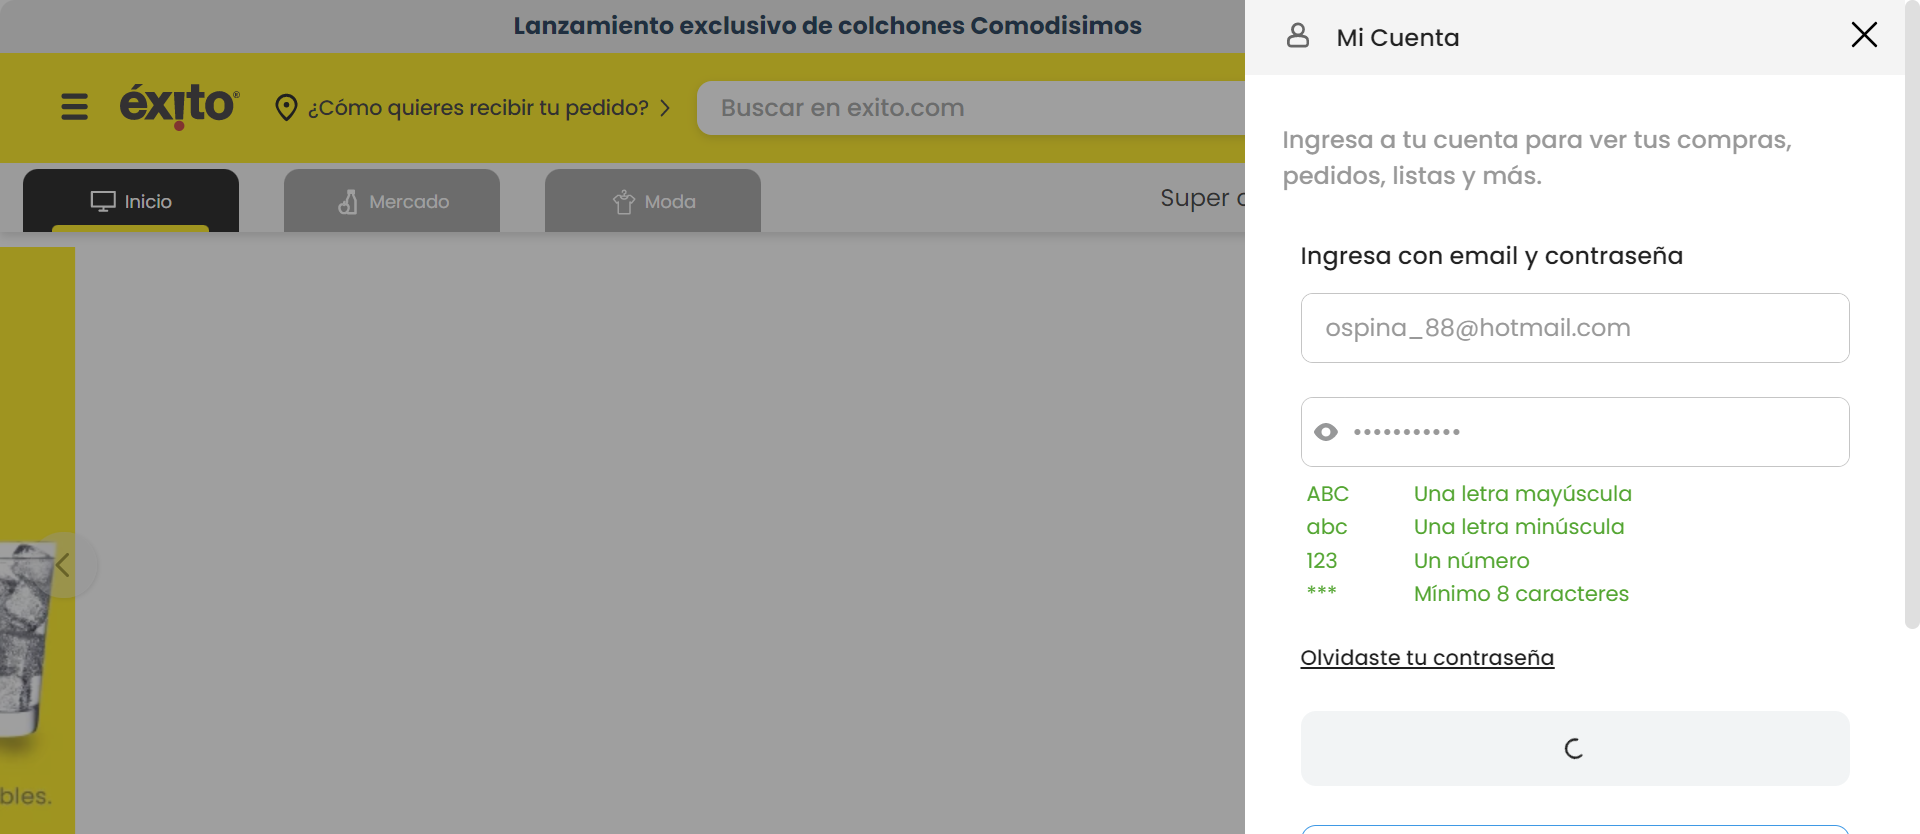 Lanzamiento exclusivo de colchones Comodisimos
éxito®
¿Cómo quieres recibir tu pedido?
Buscar en exito.com
Inicio
Mercado
Moda
Super
bles.
Mi Cuenta
Ingresa a tu cuenta para ver tus compras,
pedidos, listas y más.
Ingresa con email y contraseña
ospina_88@hotmail.com
•••••••••••
ABC Una letra mayúscula
abc Una letra minúscula
123 Un número
*** Mínimo 8 caracteres
Olvidaste tu contraseña